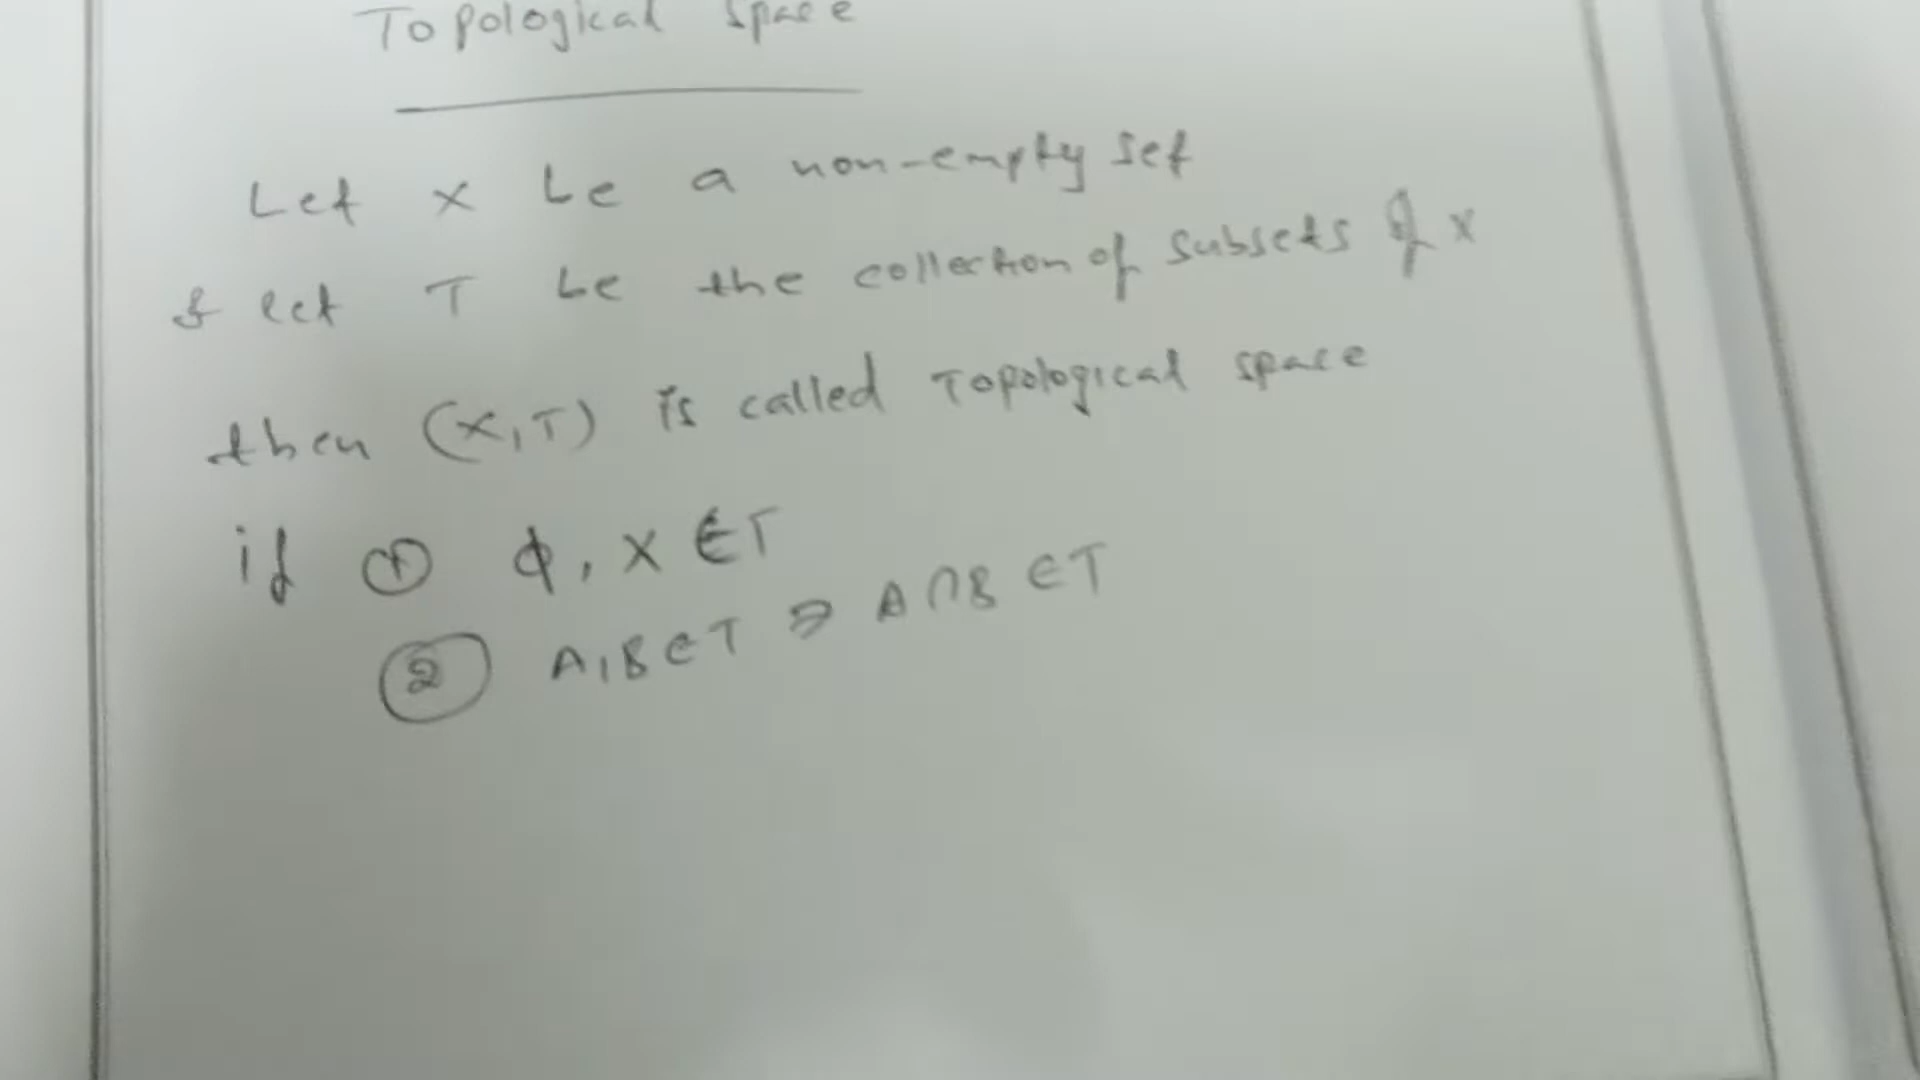 Topological space
Let x be a non-empty set
& let T be the collection of subsets of x
then (x,T) is called Topological space
if ① ϕ, x ∈ T
② A,B ∈ T ⇒ A∩B ∈ T